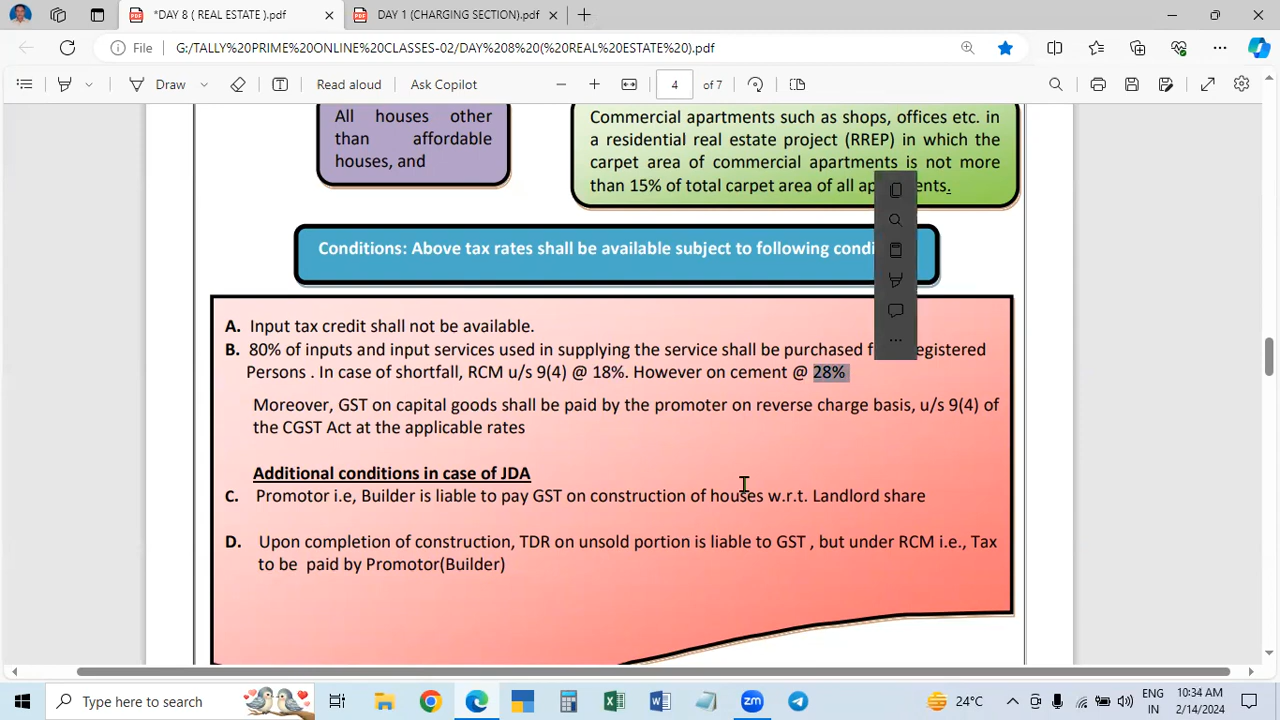 *DAY 8 ( REAL ESTATE ).pdf
DAY 1 (CHARGING SECTION).pdf
File
G:/TALLY%20PRIME%20ONLINE%20CLASSES-02/DAY%208%20(%20REAL%20ESTATE%20).pdf
Draw
Read aloud
Ask Copilot
4
of 7
All houses other
than affordable
houses, and
Commercial apartments such as shops, offices etc. in
a residential real estate project (RREP) in which the
carpet area of commercial apartments is not more
than 15% of total carpet area of all ap ents.
Conditions: Above tax rates shall be available subject to following condi
A. Input tax credit shall not be available.
B. 80% of inputs and input services used in supplying the service shall be purchased f egistered
Persons . In case of shortfall, RCM u/s 9(4) @ 18%. However on cement @ 28%
Moreover, GST on capital goods shall be paid by the promoter on reverse charge basis, u/s 9(4) of
the CGST Act at the applicable rates
Additional conditions in case of JDA
C. Promotor i.e, Builder is liable to pay GST on construction of houses w.r.t. Landlord share
D. Upon completion of construction, TDR on unsold portion is liable to GST , but under RCM i.e., Tax
to be paid by Promotor(Builder)
Type here to search
24°C
ENG
IN
10:34 AM
2/14/2024